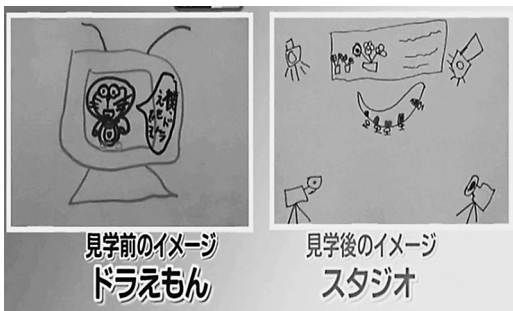 僕
見学前のイメージ
ドラえもん
見学後のイメージ
スタジオ